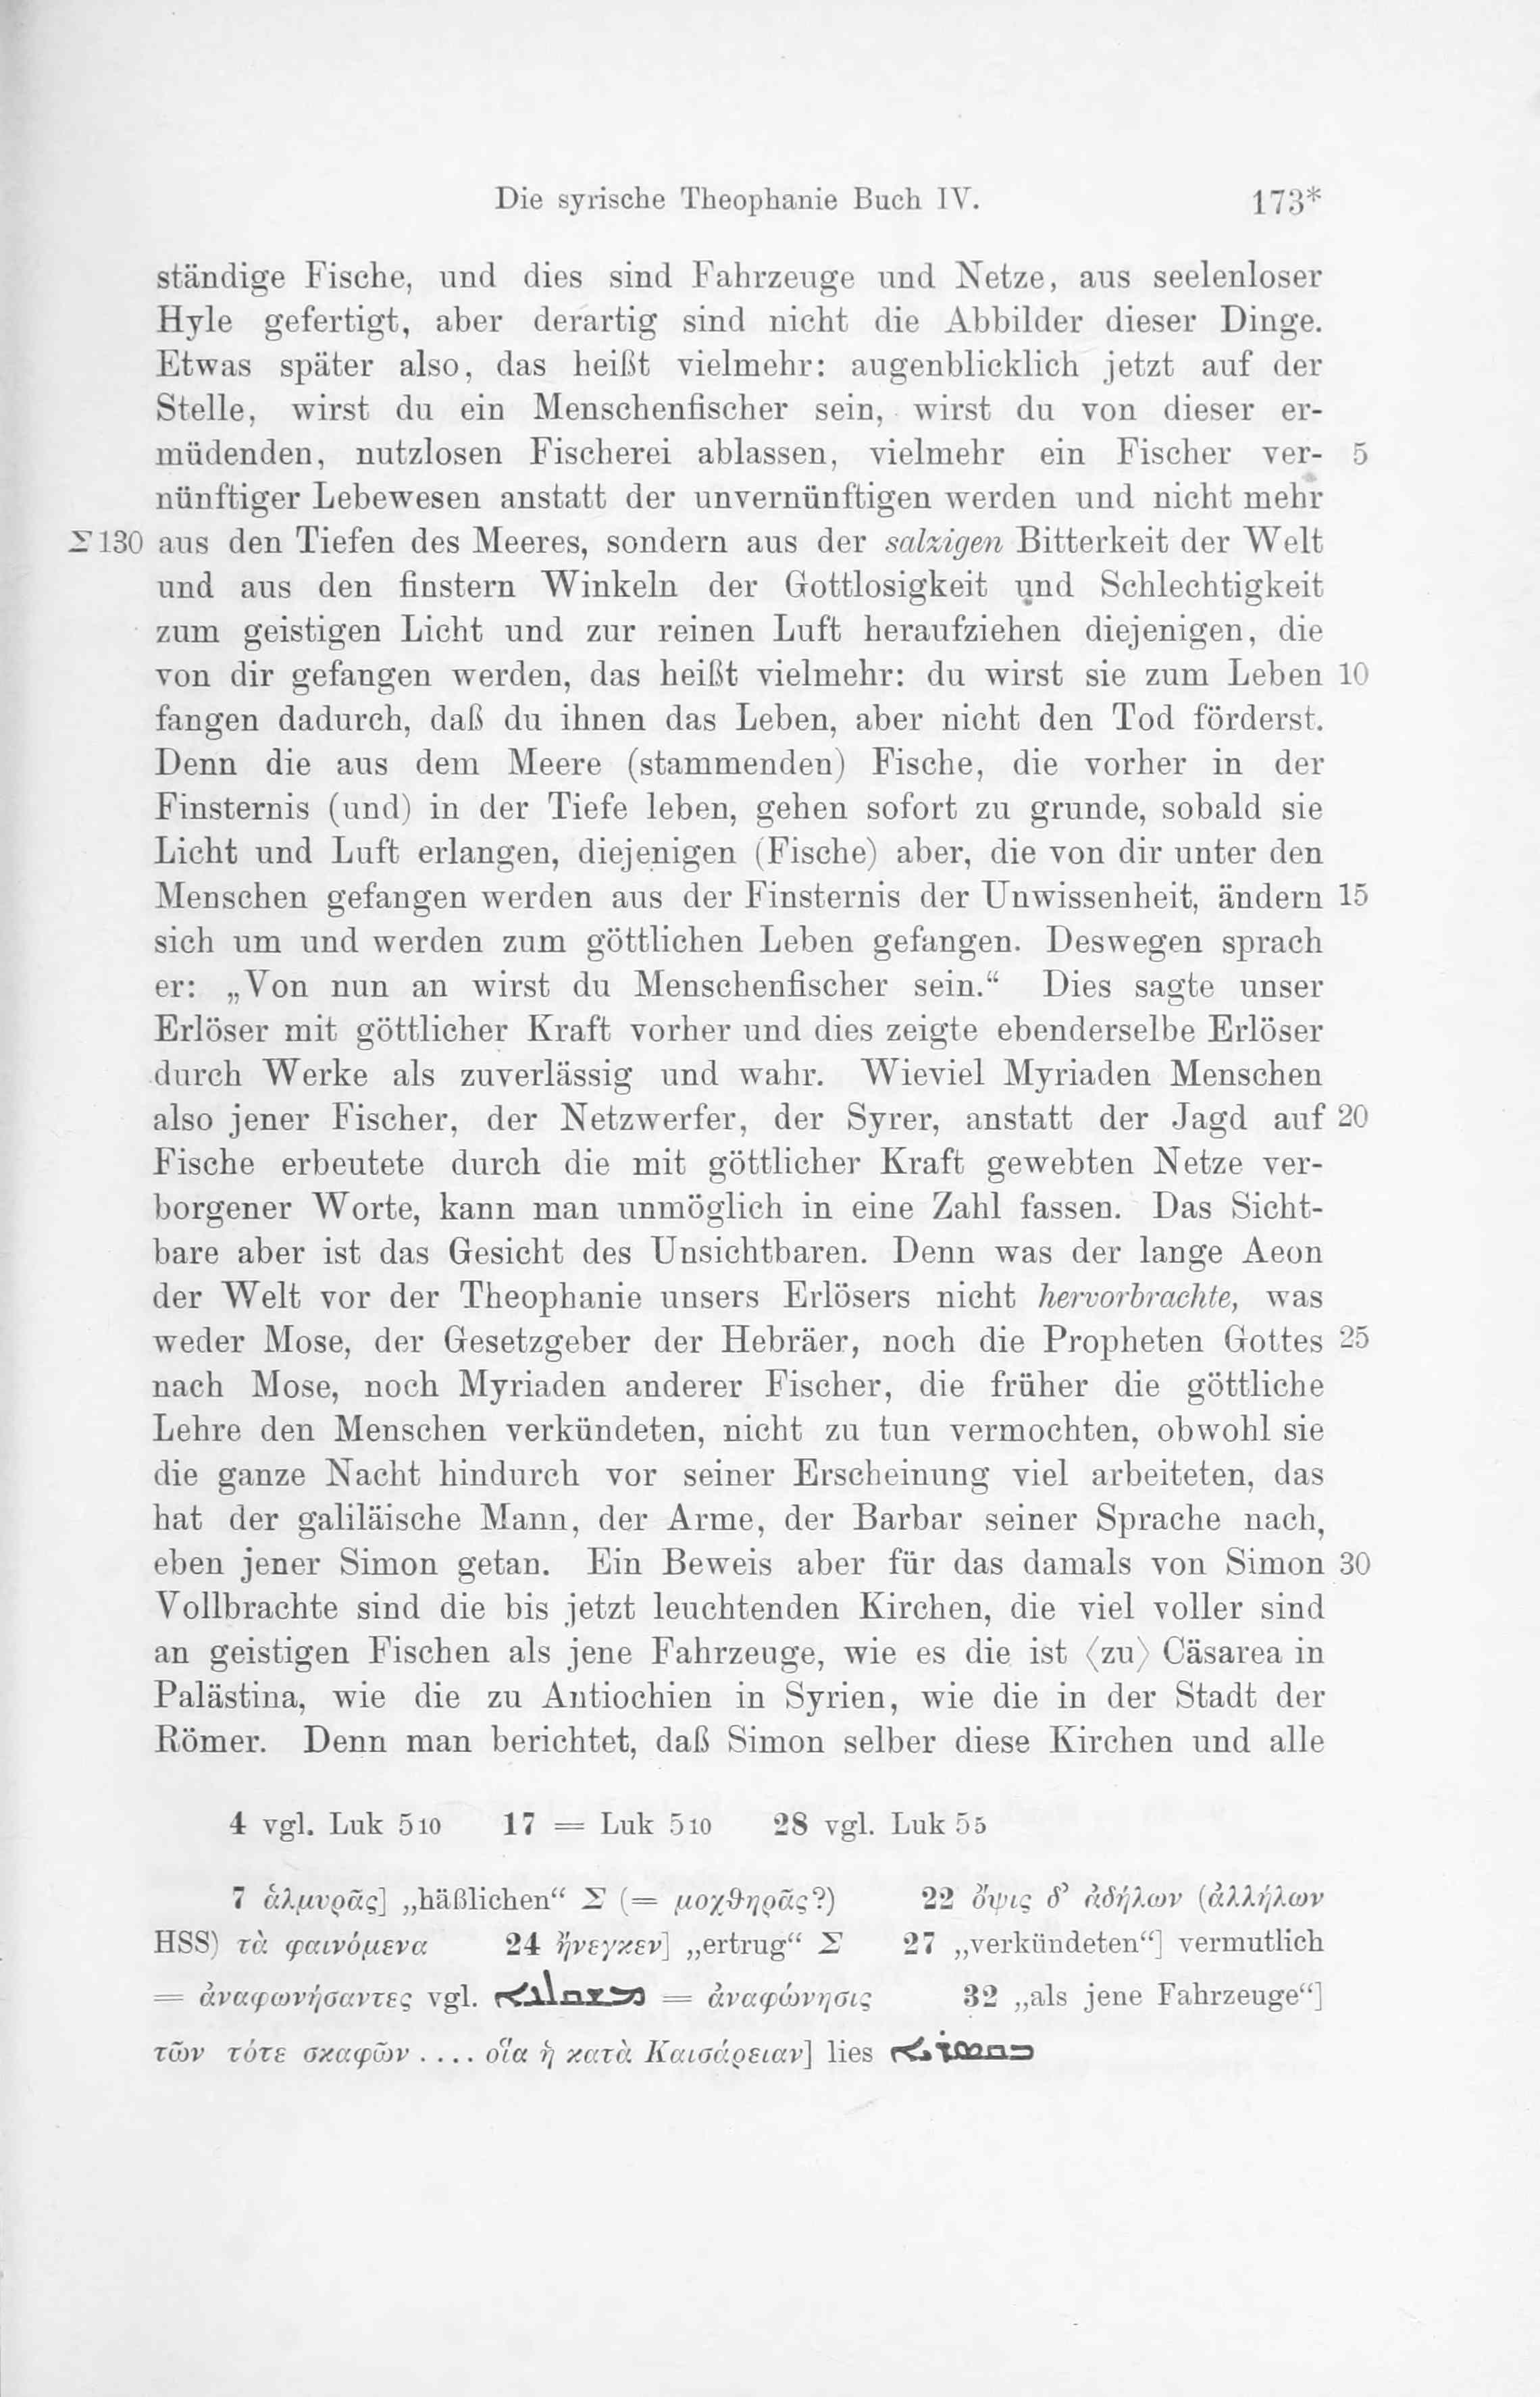 Die syrische Theophanie Buch IV. 173*
ständige Fische, und dies sind Fahrzeuge und Netze, aus seelenloser
Hyle gefertigt, aber derartig sind nicht die Abbilder dieser Dinge.
Etwas später also, das heißt vielmehr: augenblicklich jetzt auf der
Stelle, wirst du ein Menschenfischer sein, wirst du von dieser er-
müdenden, nutzlosen Fischerei ablassen, vielmehr ein Fischer ver- 5
nünftiger Lebewesen anstatt der unvernünftigen werden und nicht mehr
Σ 130 aus den Tiefen des Meeres, sondern aus der salzigen Bitterkeit der Welt
und aus den finstern Winkeln der Gottlosigkeit und Schlechtigkeit
zum geistigen Licht und zur reinen Luft heraufziehen diejenigen, die
von dir gefangen werden, das heißt vielmehr: du wirst sie zum Leben 10
fangen dadurch, daß du ihnen das Leben, aber nicht den Tod förderst.
Denn die aus dem Meere (stammenden) Fische, die vorher in der
Finsternis (und) in der Tiefe leben, gehen sofort zu grunde, sobald sie
Licht und Luft erlangen, diejenigen (Fische) aber, die von dir unter den
Menschen gefangen werden aus der Finsternis der Unwissenheit, ändern 15
sich um und werden zum göttlichen Leben gefangen. Deswegen sprach
er: „Von nun an wirst du Menschenfischer sein.“ Dies sagte unser
Erlöser mit göttlicher Kraft vorher und dies zeigte ebenderselbe Erlöser
durch Werke als zuverlässig und wahr. Wieviel Myriaden Menschen
also jener Fischer, der Netzwerfer, der Syrer, anstatt der Jagd auf 20
Fische erbeutete durch die mit göttlicher Kraft gewebten Netze ver-
borgener Worte, kann man unmöglich in eine Zahl fassen. Das Sicht-
bare aber ist das Gesicht des Unsichtbaren. Denn was der lange Aeon
der Welt vor der Theophanie unsers Erlösers nicht hervorbrachte, was
weder Mose, der Gesetzgeber der Hebräer, noch die Propheten Gottes 25
nach Mose, noch Myriaden anderer Fischer, die früher die göttliche
Lehre den Menschen verkündeten, nicht zu tun vermochten, obwohl sie
die ganze Nacht hindurch vor seiner Erscheinung viel arbeiteten, das
hat der galiläische Mann, der Arme, der Barbar seiner Sprache nach,
eben jener Simon getan. Ein Beweis aber für das damals von Simon 30
Vollbrachte sind die bis jetzt leuchtenden Kirchen, die viel voller sind
an geistigen Fischen als jene Fahrzeuge, wie es die ist ⟨zu⟩ Cäsarea in
Palästina, wie die zu Antiochien in Syrien, wie die in der Stadt der
Römer. Denn man berichtet, daß Simon selber diese Kirchen und alle
4 vgl. Luk 5 10 17 = Luk 5 10 28 vgl. Luk 5 5
7 ἁλμυρᾶς] „häßlichen“ Σ (= μοχθηρᾶς?) 22 ὄψις δ’ ἀδήλων (ἀλλήλων
HSS) τὰ φαινόμενα 24 ἤνεγκεν] „ertrug“ Σ 27 „verkündeten“] vermutlich
= ἀναφωνήσαντες vgl. = ἀναφώνησις 32 „als jene Fahrzeuge“]
τῶν τότε σκαφῶν .... οἵα ἡ κατὰ Καισάρειαν] lies